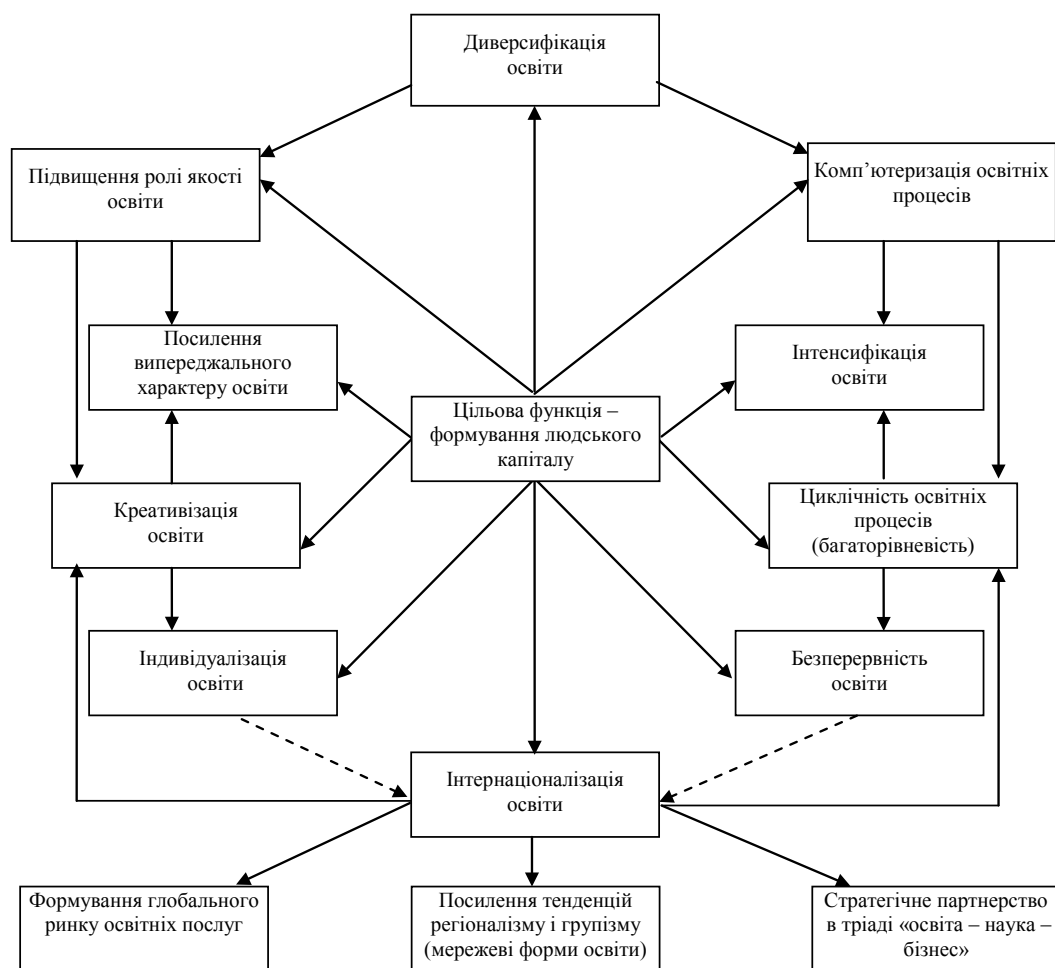 Диверсифікація
освіти
Підвищення ролі якості
освіти
Комп’ютеризація освітніх
процесів
Посилення
випереджального
характеру освіти
Інтенсифікація
освіти
Цільова функція –
формування людського
капіталу
Креативізація
освіти
Циклічність освітніх
процесів
(багаторівневість)
Індивідуалізація
освіти
Безперервність
освіти
Інтернаціоналізація
освіти
Формування глобального
ринку освітніх послуг
Посилення тенденцій
регіоналізму і групізму
(мережеві форми освіти)
Стратегічне партнерство
в тріаді «освіта – наука –
бізнес»